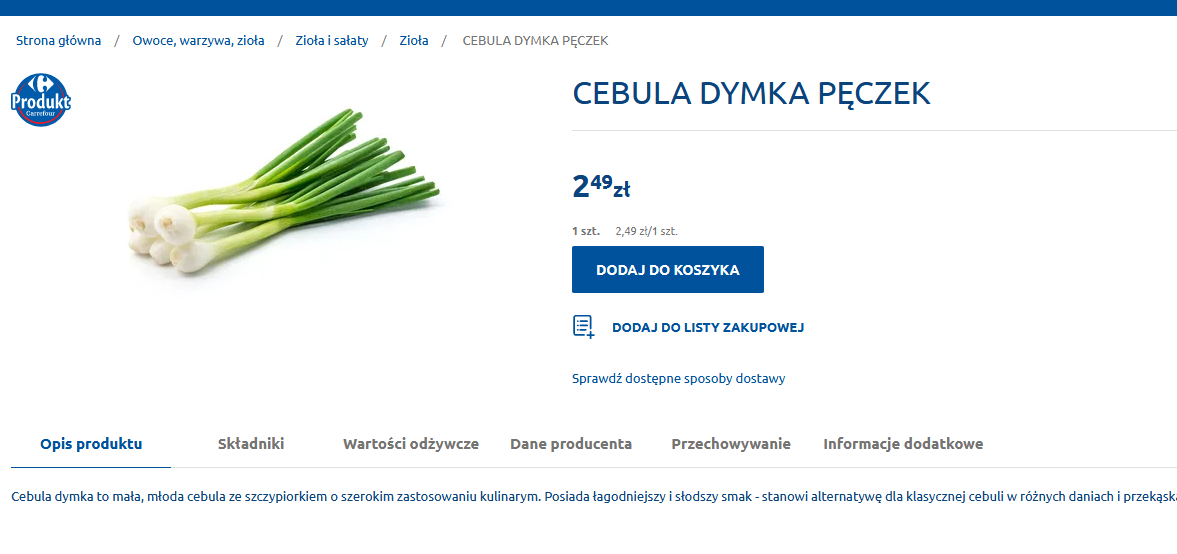 Strona główna / Owoce, warzywa, zioła / Zioła i sałaty / Zioła / CEBULA DYMKA PĘCZEK
Produkt
Carrefour
CEBULA DYMKA PĘCZEK
2 49 zł
1 szt. 2,49 zł/1 szt.
DODAJ DO KOSZYKA
DODAJ DO LISTY ZAKUPOWEJ
Sprawdź dostępne sposoby dostawy
Opis produktu Składniki Wartości odżywcze Dane producenta Przechowywanie Informacje dodatkowe
Cebula dymka to mała, młoda cebula ze szczypiorkiem o szerokim zastosowaniu kulinarym. Posiada łagodniejszy i słodszy smak - stanowi alternatywę dla klasycznej cebuli w różnych daniach i przekąska